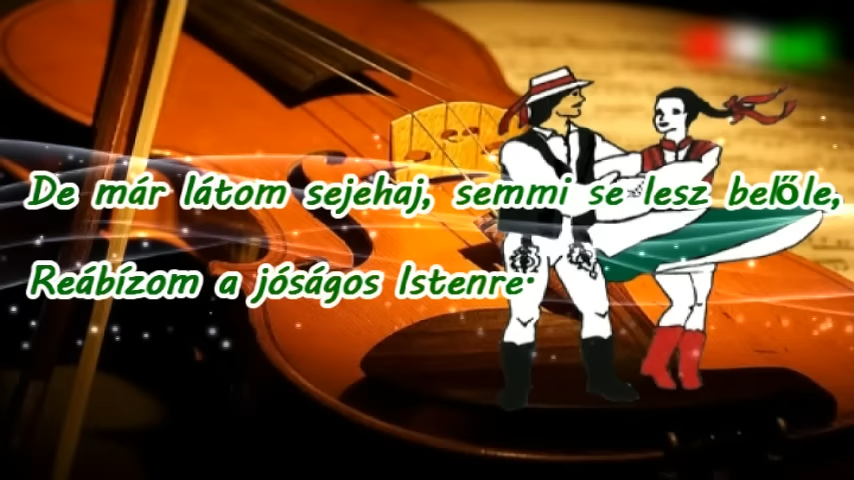 De már látom sejehaj, semmi se lesz belőle,
Reábízom a jóságos Istenre.